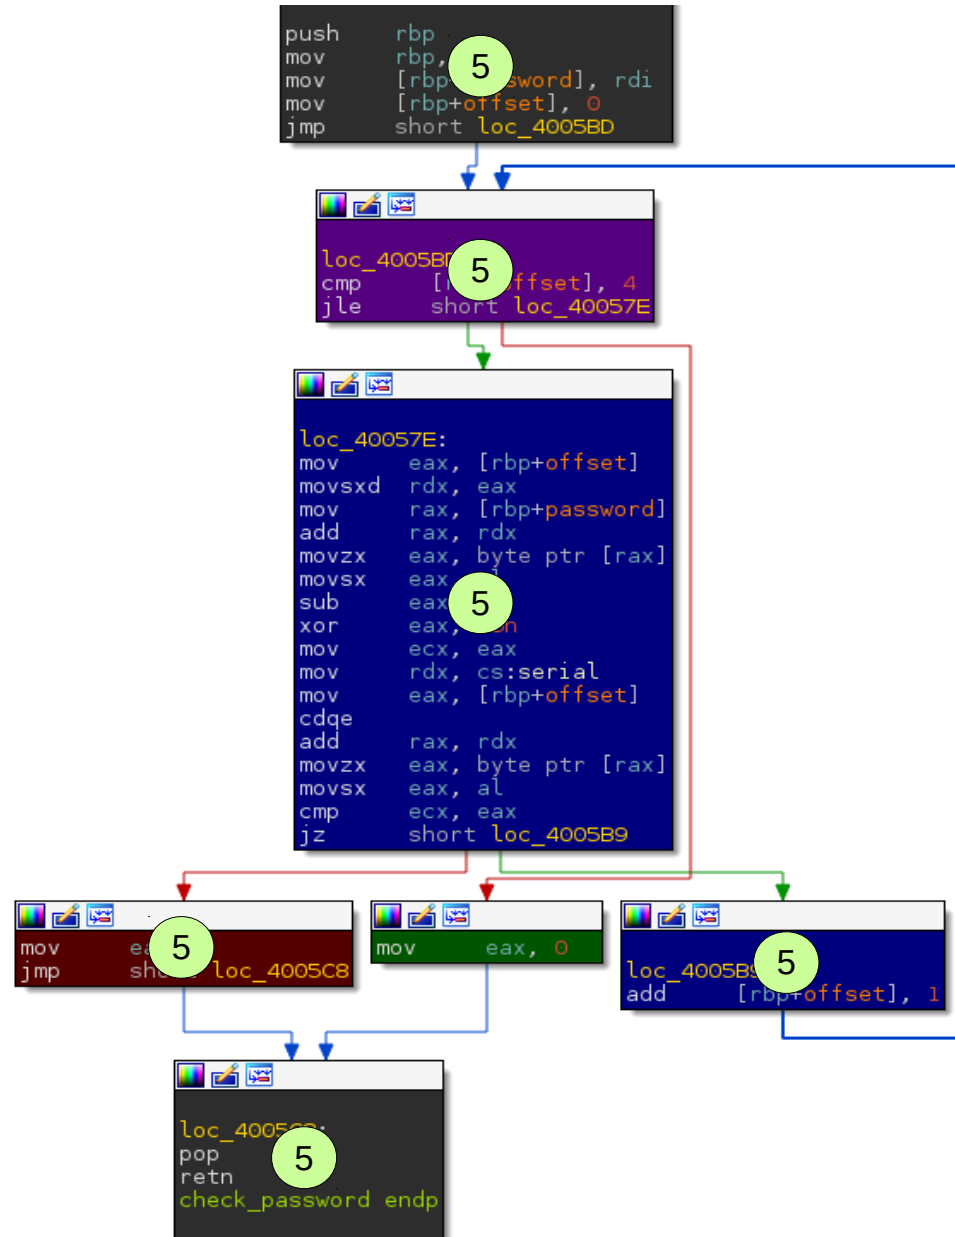 push rbp
mov rbp,
mov [rbp+ sword], rdi
mov [rbp+offset], 0
jmp short loc_4005BD
5
loc_4005B
cmp [ ffset], 4
jle short loc_40057E
5
loc_40057E:
mov eax, [rbp+offset]
movsxd rdx, eax
mov rax, [rbp+password]
add rax, rdx
movzx eax, byte ptr [rax]
movsx eax
sub eax
xor eax,
mov ecx, eax
mov rdx, cs:serial
mov eax, [rbp+offset]
cdqe
add rax, rdx
movzx eax, byte ptr [rax]
movsx eax, al
cmp ecx, eax
jz short loc_4005B9
5
mov
jmp loc_4005C8
5
mov eax, 0
loc_4005B9
add [rbp+offset], 1
5
loc_4005
pop
retn
check_password endp
5